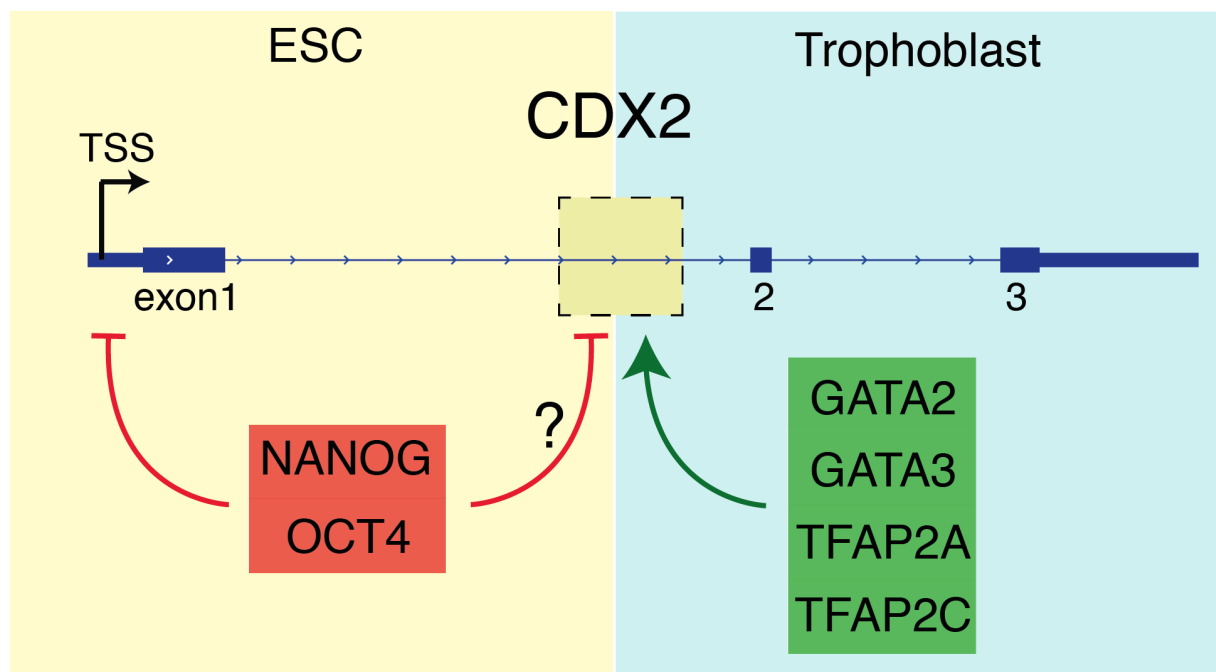 ESC
Trophoblast
CDX2
TSS
exon1
2
3
?
NANOG
OCT4
GATA2
GATA3
TFAP2A
TFAP2C